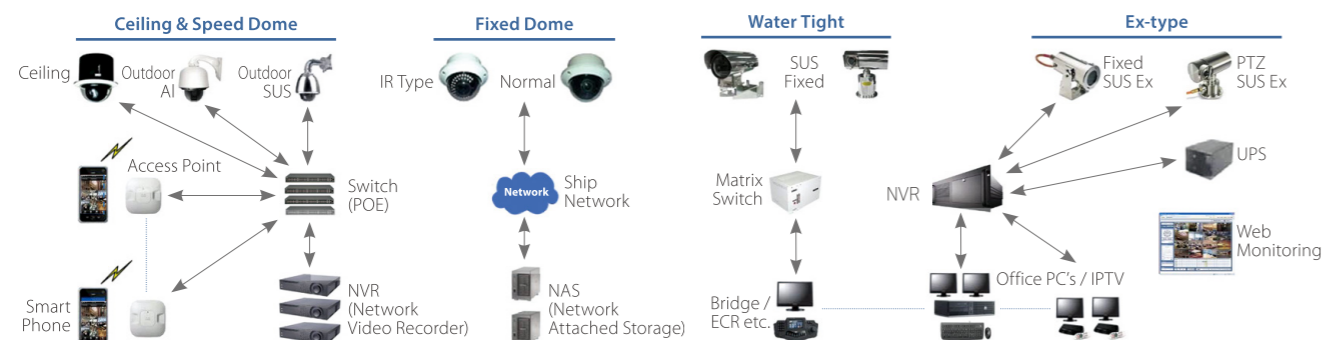 Ceiling & Speed Dome
Fixed Dome
Water Tight
Ex-type
Ceiling
Outdoor
AI
Outdoor
SUS
IR Type
Normal
SUS
Fixed
Fixed
SUS Ex
PTZ
SUS Ex
Access Point
Switch
(POE)
Network
Ship
Network
Matrix
Switch
NVR
UPS
Web
Monitoring
Smart
Phone
NVR
(Network
Video Recorder)
NAS
(Network
Attached Storage)
Bridge /
ECR etc.
Office PC's / IPTV